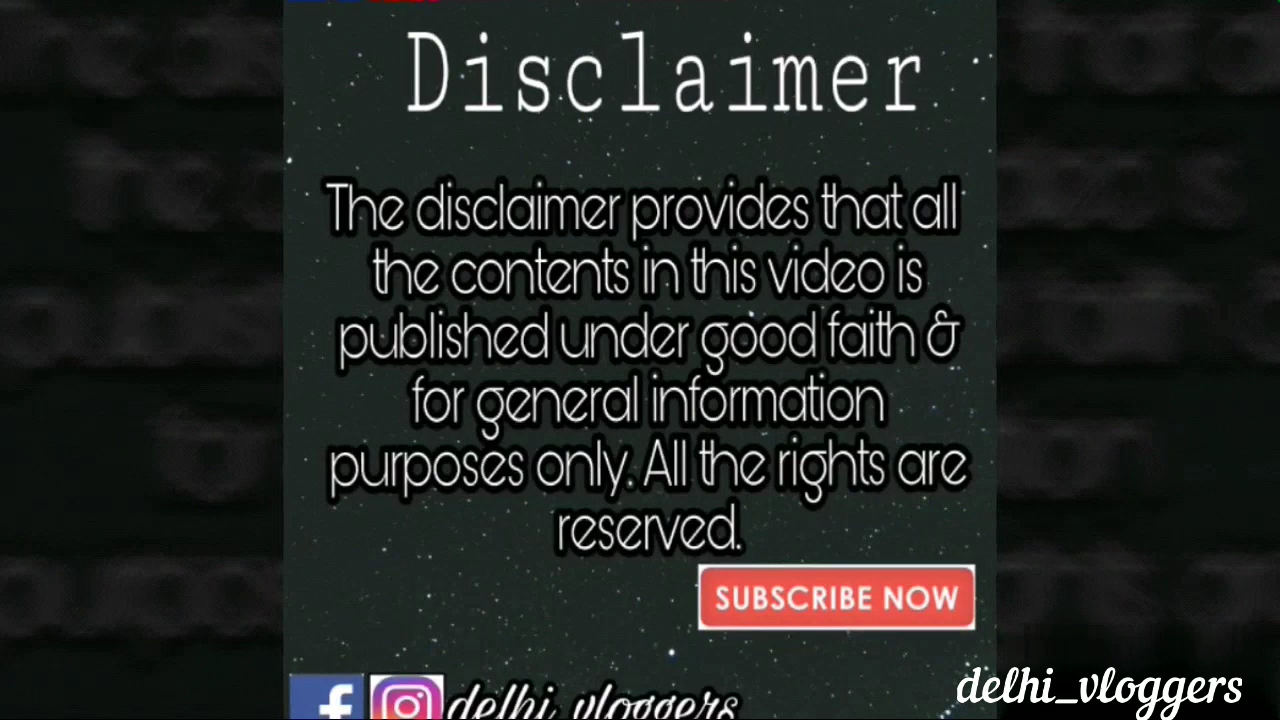 Disclaimer
The disclaimer provides that all
the contents in this video is
published under good faith &
for general information
purposes only. All the rights are
reserved.
SUBSCRIBE NOW
delhi_vloggers
delhi_vloggers